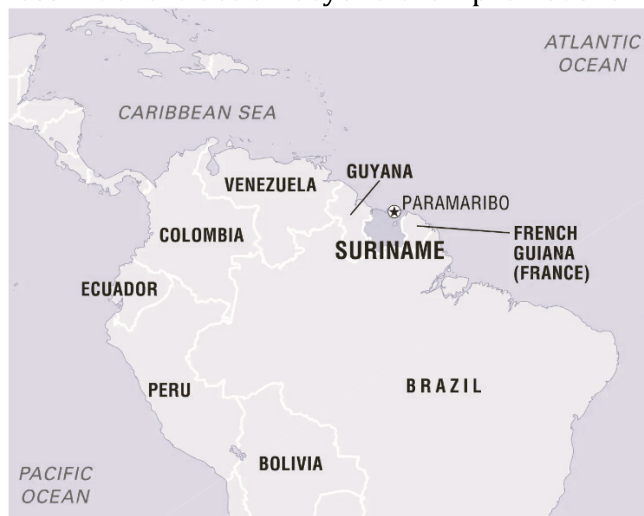 ATLANTIC
OCEAN
CARIBBEAN SEA
GUYANA
VENEZUELA
PARAMARIBO
COLOMBIA
SURINAME
FRENCH
GUIANA
(FRANCE)
ECUADOR
PERU
BRAZIL
BOLIVIA
PACIFIC
OCEAN